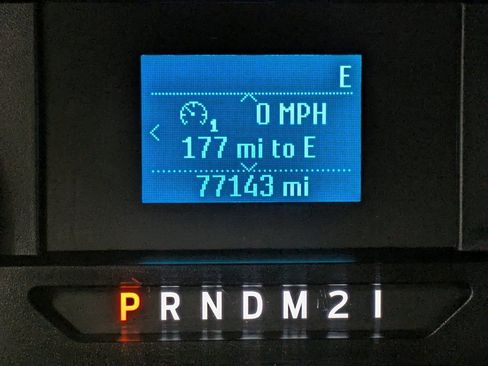 E
1 0 MPH
177 mi to E
77143 mi
P R N D M 2 1